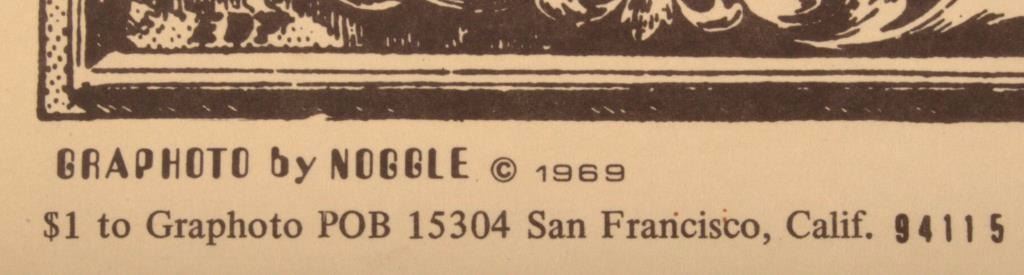 GRAPHOTO by NOGGLE © 1969
$1 to Graphoto POB 15304 San Francisco, Calif. 94115